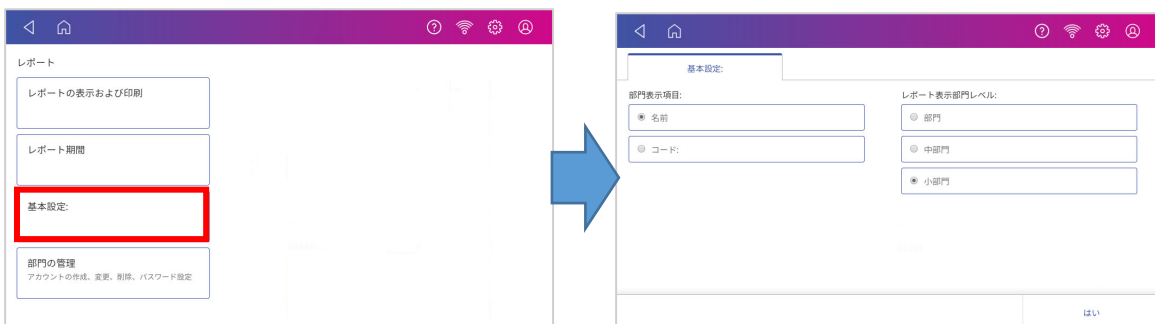 レポート
レポートの表示および印刷
レポート期間
基本設定:
部門の管理
アカウントの作成、変更、削除、パスワード設定
基本設定:
部門表示項目:
名前
コード:
レポート表示部門レベル:
部門
中部門
小部門
はい